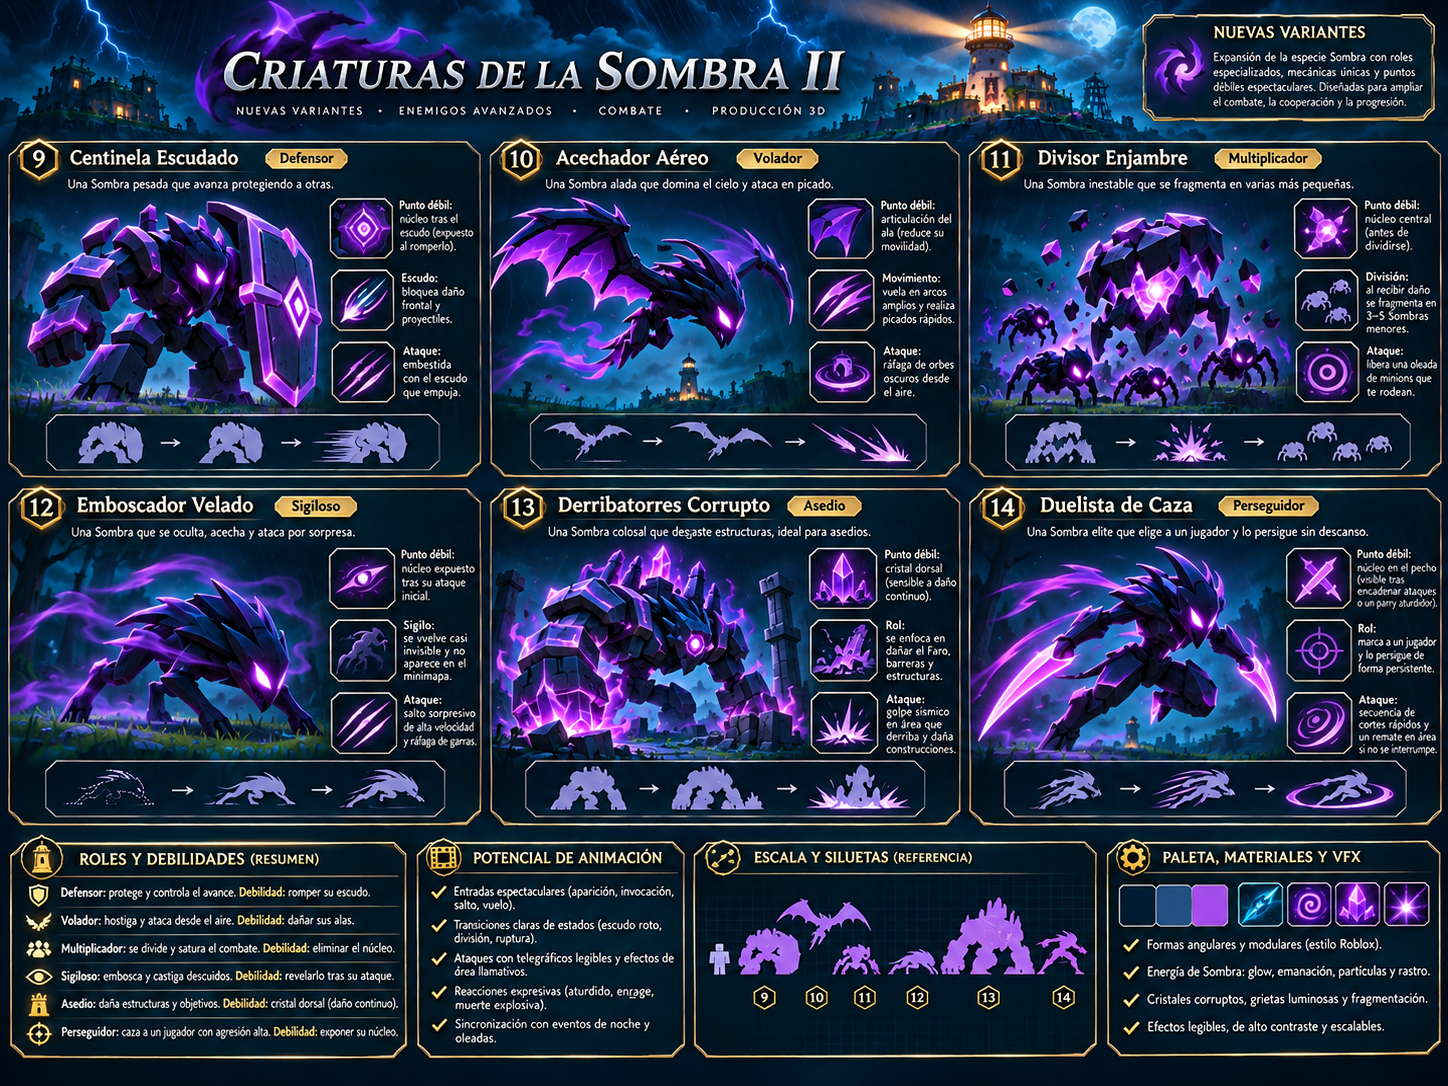 CRIATURAS DE LA SOMBRA II
NUEVAS VARIANTES • ENEMIGOS AVANZADOS • COMBATE • PRODUCCIÓN 3D
NUEVAS VARIANTES
Expansión de la especie Sombra con roles
especializados, mecánicas únicas y puntos
débiles espectaculares. Diseñadas para ampliar
el combate, la cooperación y la progresión.
9 Centinela Escudado Defensor
Una Sombra pesada que avanza protegiendo a otras.
Punto débil:
núcleo tras el
escudo (expuesto
al romperlo).
Escudo:
bloquea daño
frontal y
proyectiles.
Ataque:
embestida
con el escudo
que empuja.
10 Acechador Aéreo Volador
Una Sombra alada que domina el cielo y ataca en picado.
Punto débil:
articulación del
ala (reduce su
movilidad).
Movimiento:
vuela en arcos
amplios y realiza
picados rápidos.
Ataque:
ráfaga de orbes
oscuros desde
el aire.
11 Divisor Enjambre Multiplicador
Una Sombra inestable que se fragmenta en varias más pequeñas.
Punto débil:
núcleo central
(antes de
dividirse).
División:
al recibir daño
se fragmenta en
3–5 Sombras
menores.
Ataque:
libera una oleada
de minions que
te rodean.
12 Emboscador Velado Sigiloso
Una Sombra que se oculta, acecha y ataca por sorpresa.
Punto débil:
núcleo expuesto
tras su ataque
inicial.
Sigilo:
se vuelve casi
invisible y no
aparece en el
minimapa.
Ataque:
salto sorpresivo
de alta velocidad
y ráfaga de garras.
13 Derribatorres Corrupto Asedio
Una Sombra colosal que desgaste estructuras, ideal para asedios.
Punto débil:
cristal dorsal
(sensible a daño
continuo).
Rol:
se enfoca en
dañar el Faro,
barreras y
estructuras.
Ataque:
golpe sísmico
en área que
derriba y daña
construcciones.
14 Duelista de Caza Perseguidor
Una Sombra elite que elige a un jugador y lo persigue sin descanso.
Punto débil:
núcleo en el pecho
(visible tras
encadenar ataques
o un parry aturdidor).
Rol:
marca a un jugador
y lo persigue de
forma persistente.
Ataque:
secuencia de
cortes rápidos y
un remate en área
si no se interrumpe.
ROLES Y DEBILIDADES (RESUMEN)
Defensor: protege y controla el avance. Debilidad: romper su escudo.
Volador: hostiga y ataca desde el aire. Debilidad: dañar sus alas.
Multiplicador: se divide y satura el combate. Debilidad: eliminar el núcleo.
Sigiloso: embosca y castiga descuidos. Debilidad: revelarlo tras su ataque.
Asedio: daña estructuras y objetivos. Debilidad: cristal dorsal (daño continuo).
Perseguidor: caza a un jugador con agresión alta. Debilidad: exponer su núcleo.
POTENCIAL DE ANIMACIÓN
Entradas espectaculares (aparición, invocación,
salto, vuelo).
Transiciones claras de estados (escudo roto,
división, ruptura).
Ataques con telegráficos legibles y efectos de
área llamativos.
Reacciones expresivas (aturdido, enrage,
muerte explosiva).
Sincronización con eventos de noche y
oleadas.
ESCALA Y SILUETAS (REFERENCIA)
9 10 11 12 13 14
PALETA, MATERIALES Y VFX
Formas angulares y modulares (estilo Roblox).
Energía de Sombra: glow, emanación, partículas y rastro.
Cristales corruptos, grietas luminosas y fragmentación.
Efectos legibles, de alto contraste y escalables.